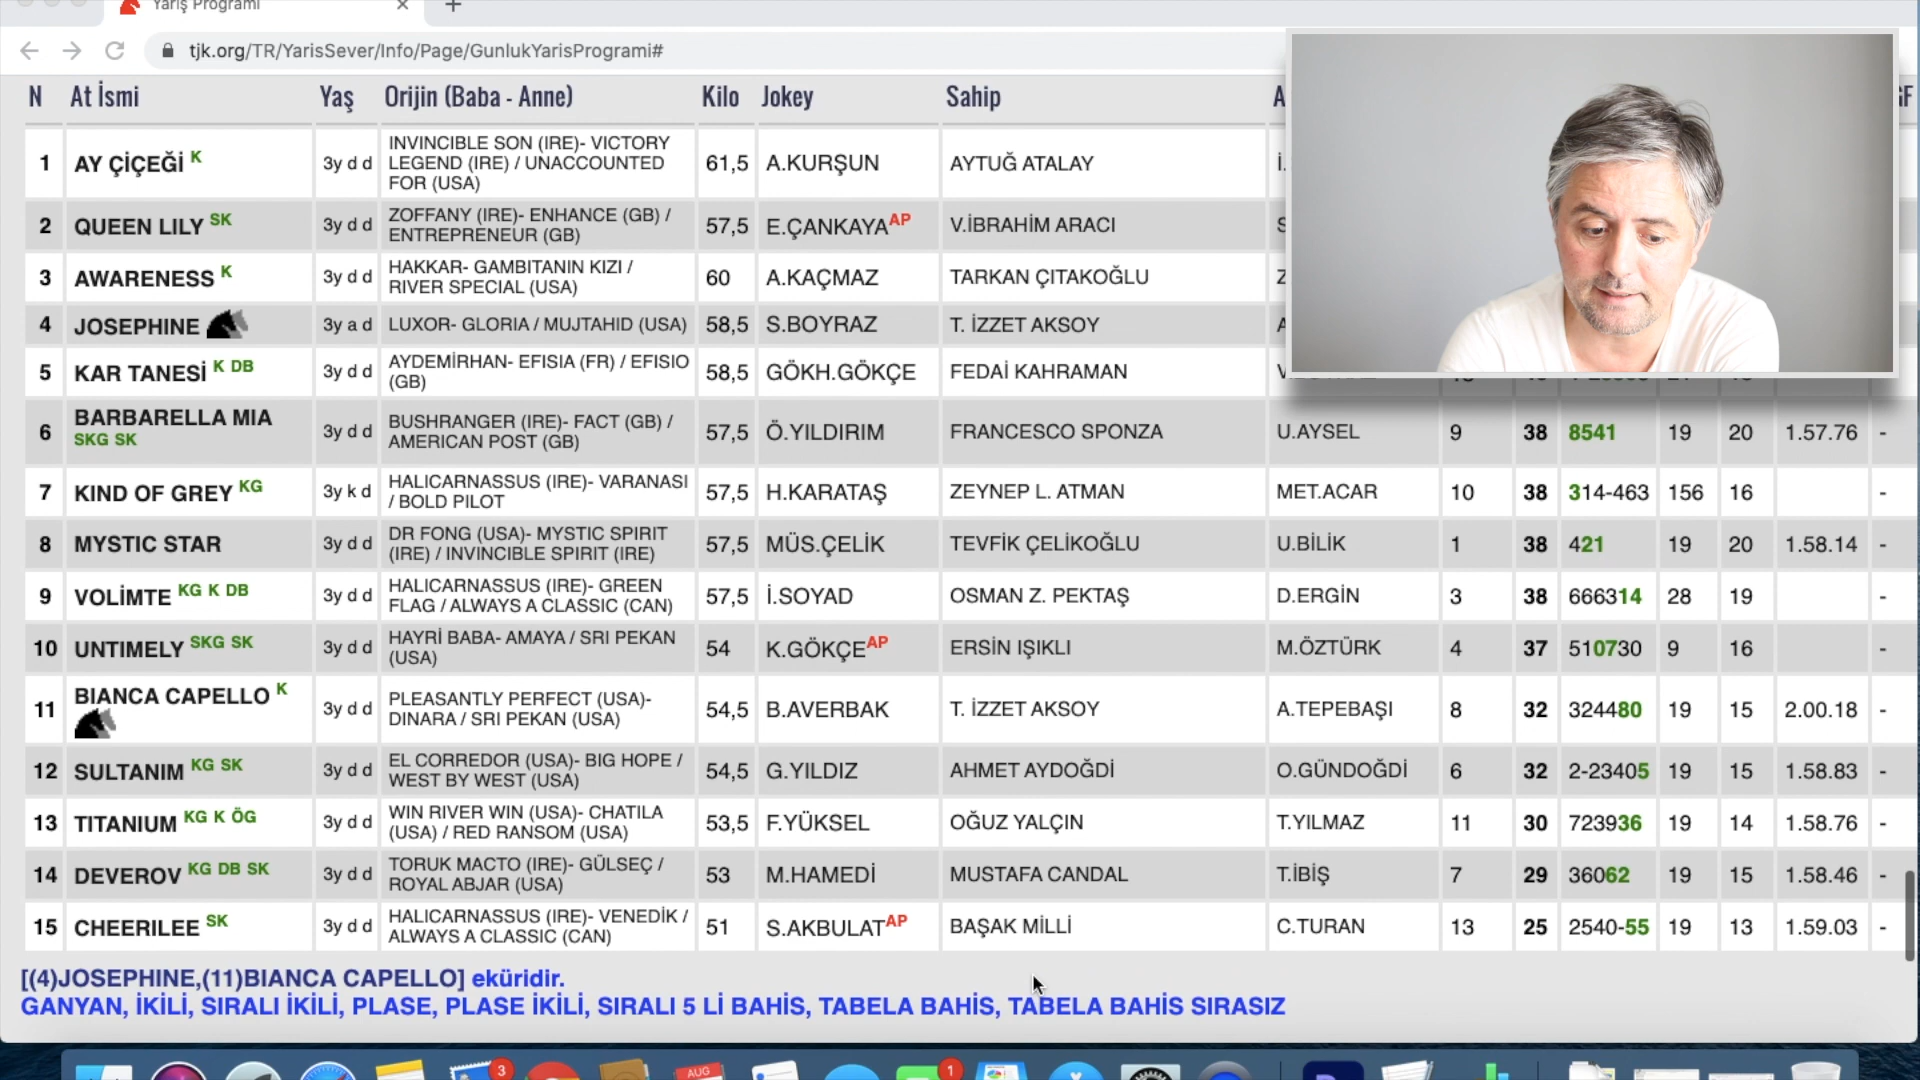 Yarış Programı
tjk.org/TR/YarisSever/Info/Page/GunlukYarisProgrami#
N At İsmi Yaş Orijin (Baba - Anne) Kilo Jokey Sahip A
1 AY ÇİÇEĞİ K 3y d d INVINCIBLE SON (IRE)- VICTORY LEGEND (IRE) / UNACCOUNTED FOR (USA) 61,5 A.KURŞUN AYTUĞ ATALAY İ.
2 QUEEN LILY SK 3y d d ZOFFANY (IRE)- ENHANCE (GB) / ENTREPRENEUR (GB) 57,5 E.ÇANKAYA AP V.İBRAHİM ARACI S
3 AWARENESS K 3y d d HAKKAR- GAMBITANIN KIZI / RIVER SPECIAL (USA) 60 A.KAÇMAZ TARKAN ÇITAKOĞLU Z
4 JOSEPHINE 3y a d LUXOR- GLORIA / MUJTAHID (USA) 58,5 S.BOYRAZ T. İZZET AKSOY A
5 KAR TANESİ K DB 3y d d AYDEMİRHAN- EFISIA (FR) / EFISIO (GB) 58,5 GÖKH.GÖKÇE FEDAİ KAHRAMAN
6 BARBARELLA MIA SKG SK 3y d d BUSHRANGER (IRE)- FACT (GB) / AMERICAN POST (GB) 57,5 Ö.YILDIRIM FRANCESCO SPONZA U.AYSEL 9 38 8541 19 20 1.57.76 -
7 KIND OF GREY KG 3y k d HALICARNASSUS (IRE)- VARANASI / BOLD PILOT 57,5 H.KARATAŞ ZEYNEP L. ATMAN MET.ACAR 10 38 314-463 156 16 -
8 MYSTIC STAR 3y d d DR FONG (USA)- MYSTIC SPIRIT (IRE) / INVINCIBLE SPIRIT (IRE) 57,5 MÜS.ÇELİK TEVFİK ÇELİKOĞLU U.BİLİK 1 38 421 19 20 1.58.14 -
9 VOLİMTE KG K DB 3y d d HALICARNASSUS (IRE)- GREEN FLAG / ALWAYS A CLASSIC (CAN) 57,5 İ.SOYAD OSMAN Z. PEKTAŞ D.ERGİN 3 38 666314 28 19 -
10 UNTIMELY SKG SK 3y d d HAYRİ BABA- AMAYA / SRI PEKAN (USA) 54 K.GÖKÇE AP ERSİN IŞIKLI M.ÖZTÜRK 4 37 510730 9 16 -
11 BIANCA CAPELLO K 3y d d PLEASANTLY PERFECT (USA)- DINARA / SRI PEKAN (USA) 54,5 B.AVERBAK T. İZZET AKSOY A.TEPEBAŞI 8 32 324480 19 15 2.00.18 -
12 SULTANIM KG SK 3y d d EL CORREDOR (USA)- BIG HOPE / WEST BY WEST (USA) 54,5 G.YILDIZ AHMET AYDOĞDİ O.GÜNDOĞDİ 6 32 2-23405 19 15 1.58.83 -
13 TITANIUM KG K ÖG 3y d d WIN RIVER WIN (USA)- CHATILA (USA) / RED RANSOM (USA) 53,5 F.YÜKSEL OĞUZ YALÇIN T.YILMAZ 11 30 723936 19 14 1.58.76 -
14 DEVEROV KG DB SK 3y d d TORUK MACTO (IRE)- GÜLSEÇ / ROYAL ABJAR (USA) 53 M.HAMEDİ MUSTAFA CANDAL T.İBİŞ 7 29 36062 19 15 1.58.46 -
15 CHEERILEE SK 3y d d HALICARNASSUS (IRE)- VENEDİK / ALWAYS A CLASSIC (CAN) 51 S.AKBULAT AP BAŞAK MİLLİ C.TURAN 13 25 2540-55 19 13 1.59.03 -
[(4)JOSEPHINE,(11)BIANCA CAPELLO] eküridir.
GANYAN, İKİLİ, SIRALI İKİLİ, PLASE, PLASE İKİLİ, SIRALI 5 Lİ BAHİS, TABELA BAHİS, TABELA BAHİS SIRASIZ
3 AUG 1